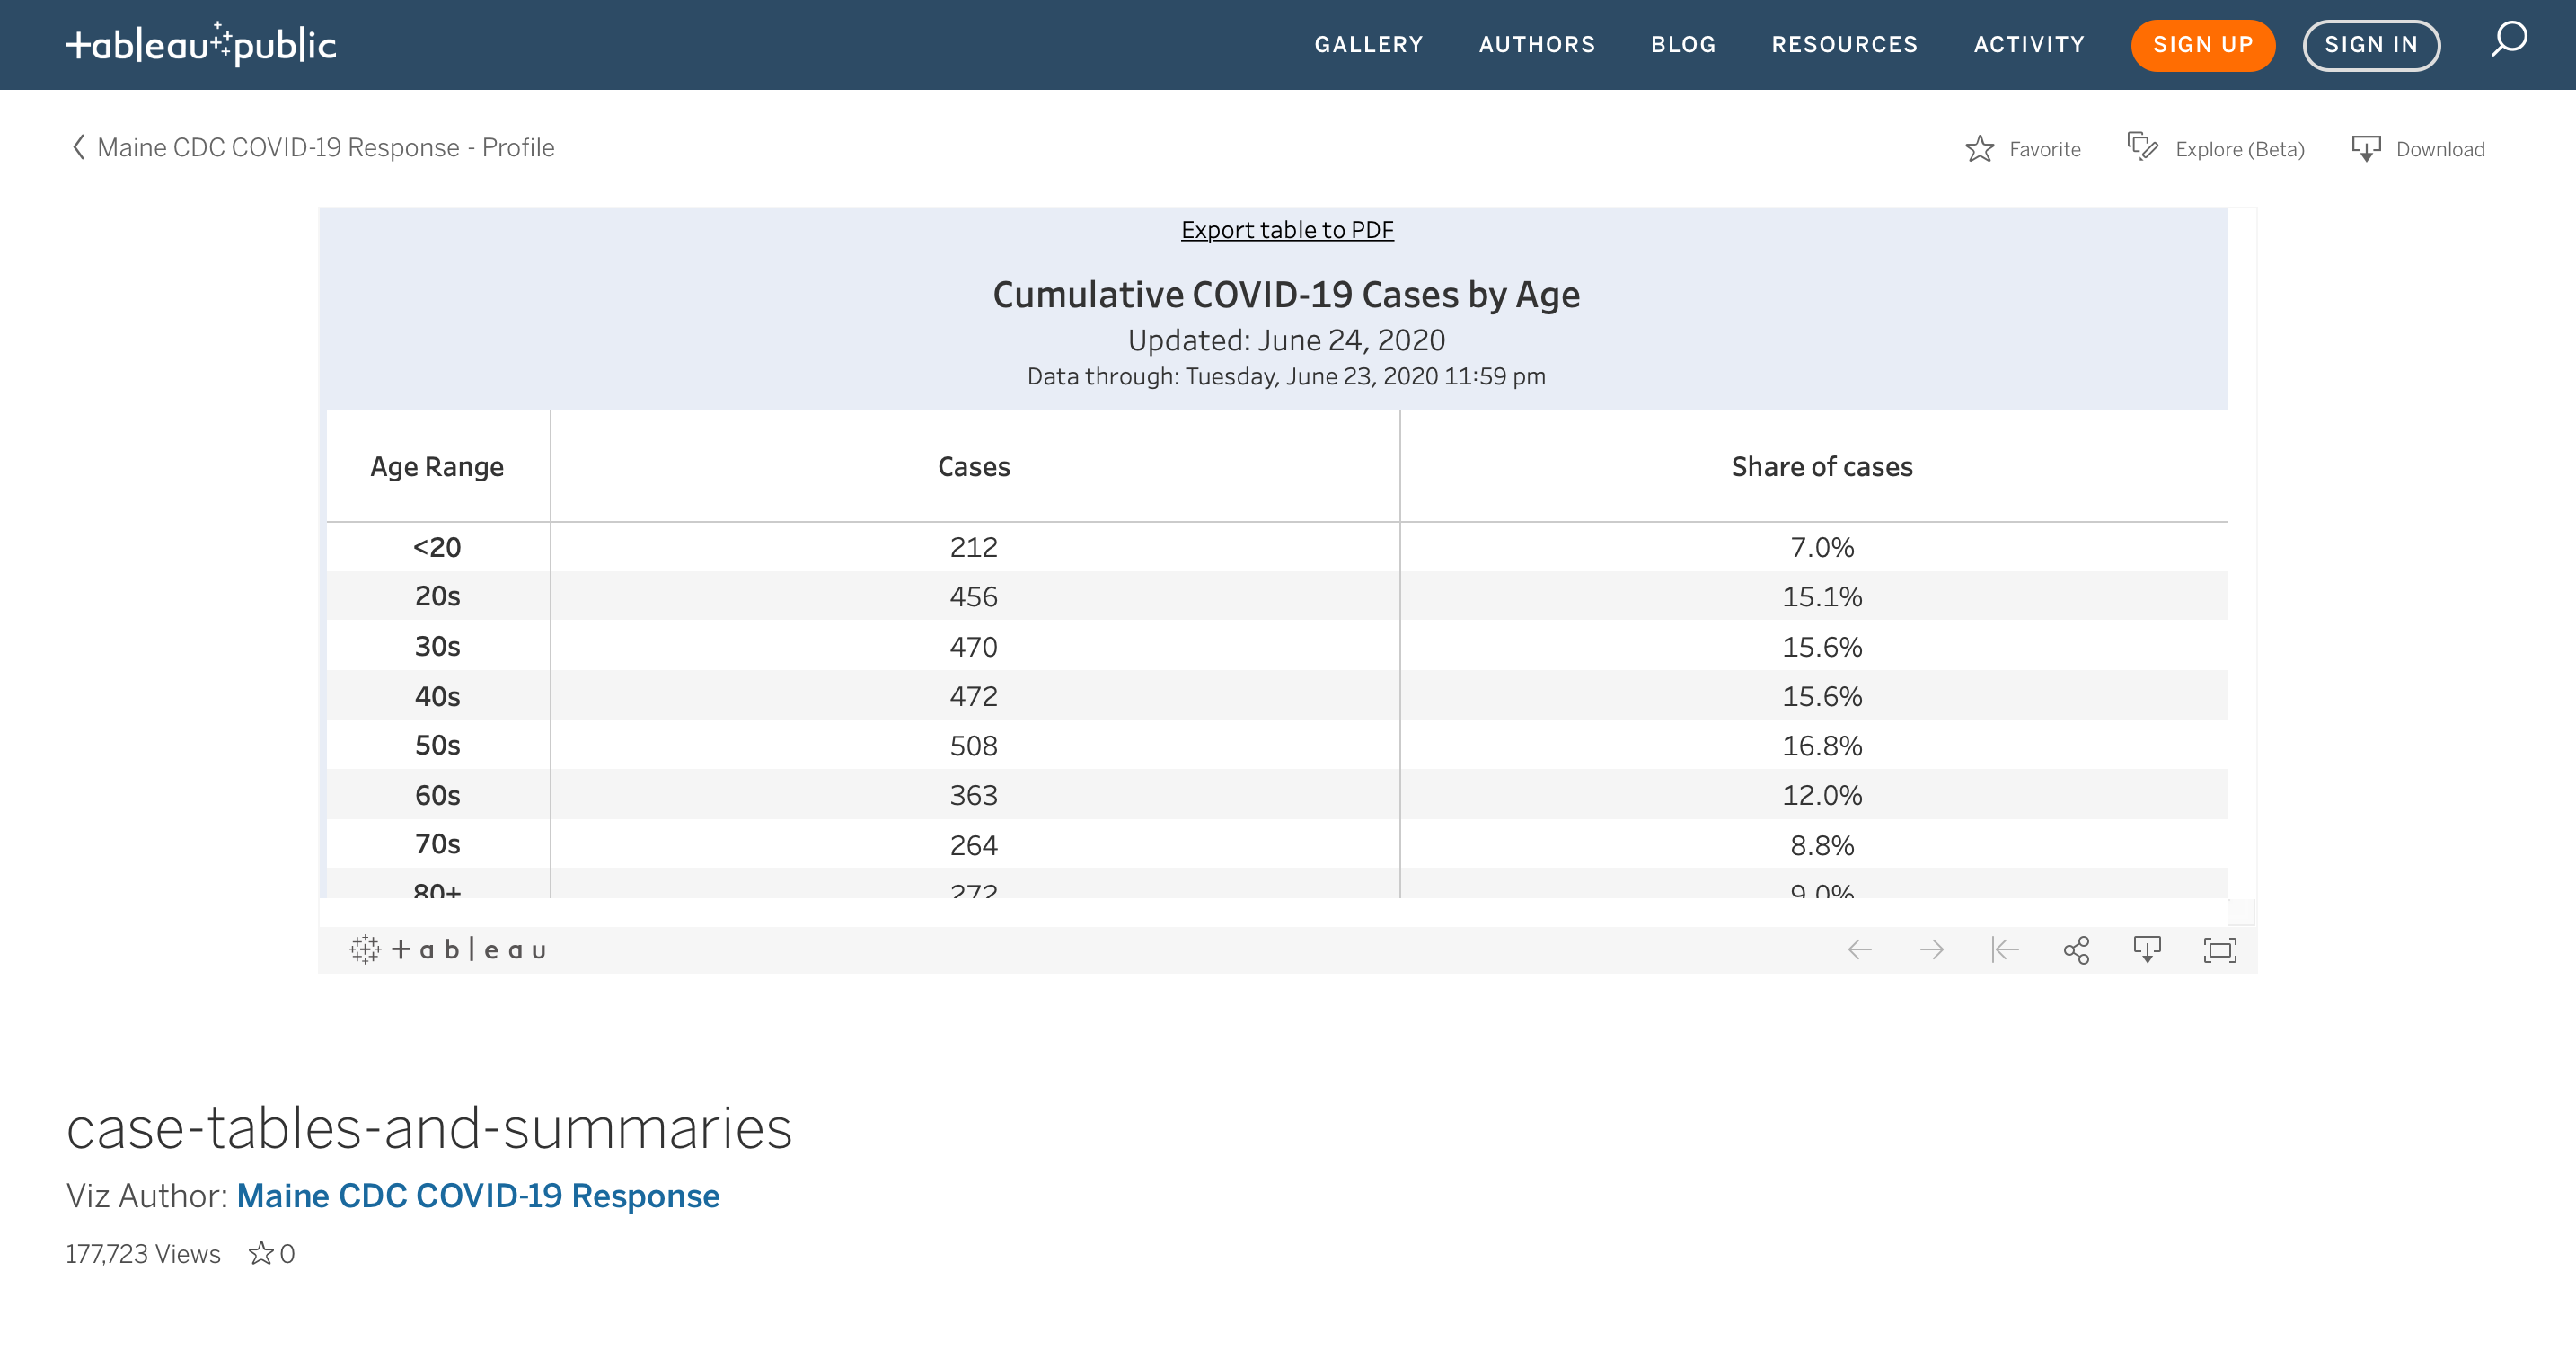 +ableau public GALLERY AUTHORS BLOG RESOURCES ACTIVITY SIGN UP SIGN IN
Maine CDC COVID-19 Response - Profile Favorite Explore (Beta) Download
Export table to PDF
Cumulative COVID-19 Cases by Age
Updated: June 24, 2020
Data through: Tuesday, June 23, 2020 11:59 pm
Age Range Cases Share of cases
<20 212 7.0%
20s 456 15.1%
30s 470 15.6%
40s 472 15.6%
50s 508 16.8%
60s 363 12.0%
70s 264 8.8%
80+ 272 9.0%
+ableau
case-tables-and-summaries
Viz Author: Maine CDC COVID-19 Response
177,723 Views 0